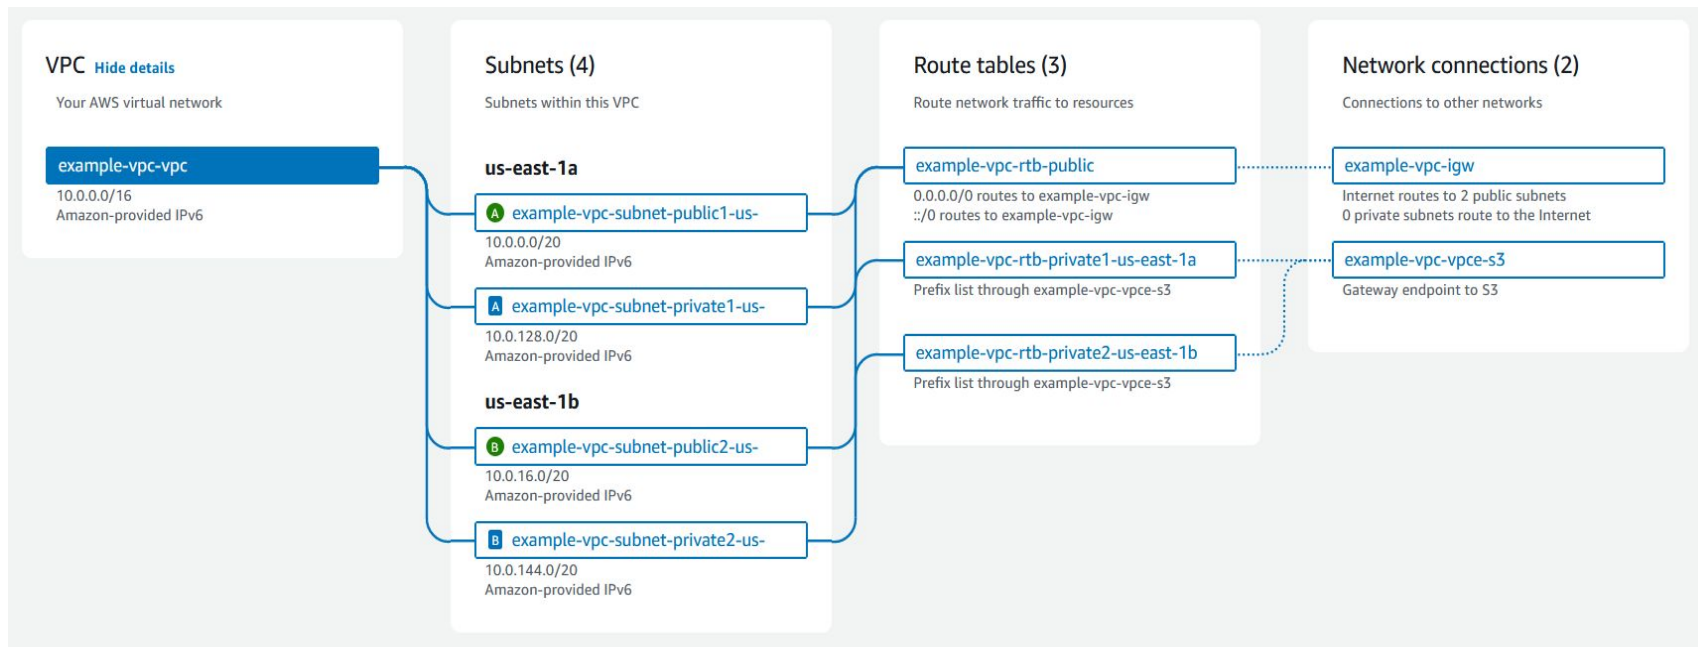 VPC Hide details
Your AWS virtual network
example-vpc-vpc
10.0.0.0/16
Amazon-provided IPv6
Subnets (4)
Subnets within this VPC
us-east-1a
A example-vpc-subnet-public1-us-
10.0.0.0/20
Amazon-provided IPv6
A example-vpc-subnet-private1-us-
10.0.128.0/20
Amazon-provided IPv6
us-east-1b
B example-vpc-subnet-public2-us-
10.0.16.0/20
Amazon-provided IPv6
B example-vpc-subnet-private2-us-
10.0.144.0/20
Amazon-provided IPv6
Route tables (3)
Route network traffic to resources
example-vpc-rtb-public
0.0.0.0/0 routes to example-vpc-igw
::/0 routes to example-vpc-igw
example-vpc-rtb-private1-us-east-1a
Prefix list through example-vpc-vpce-s3
example-vpc-rtb-private2-us-east-1b
Prefix list through example-vpc-vpce-s3
Network connections (2)
Connections to other networks
example-vpc-igw
Internet routes to 2 public subnets
0 private subnets route to the Internet
example-vpc-vpce-s3
Gateway endpoint to S3